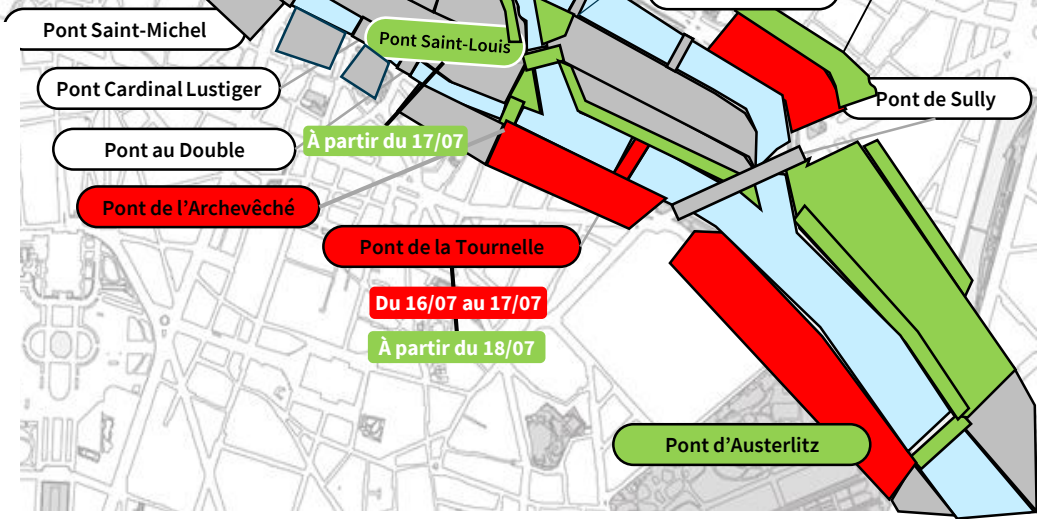 Pont Saint-Michel
Pont Saint-Louis
Pont Cardinal Lustiger
Pont de Sully
À partir du 17/07
Pont au Double
Pont de l'Archevêché
Pont de la Tournelle
Du 16/07 au 17/07
À partir du 18/07
Pont d'Austerlitz